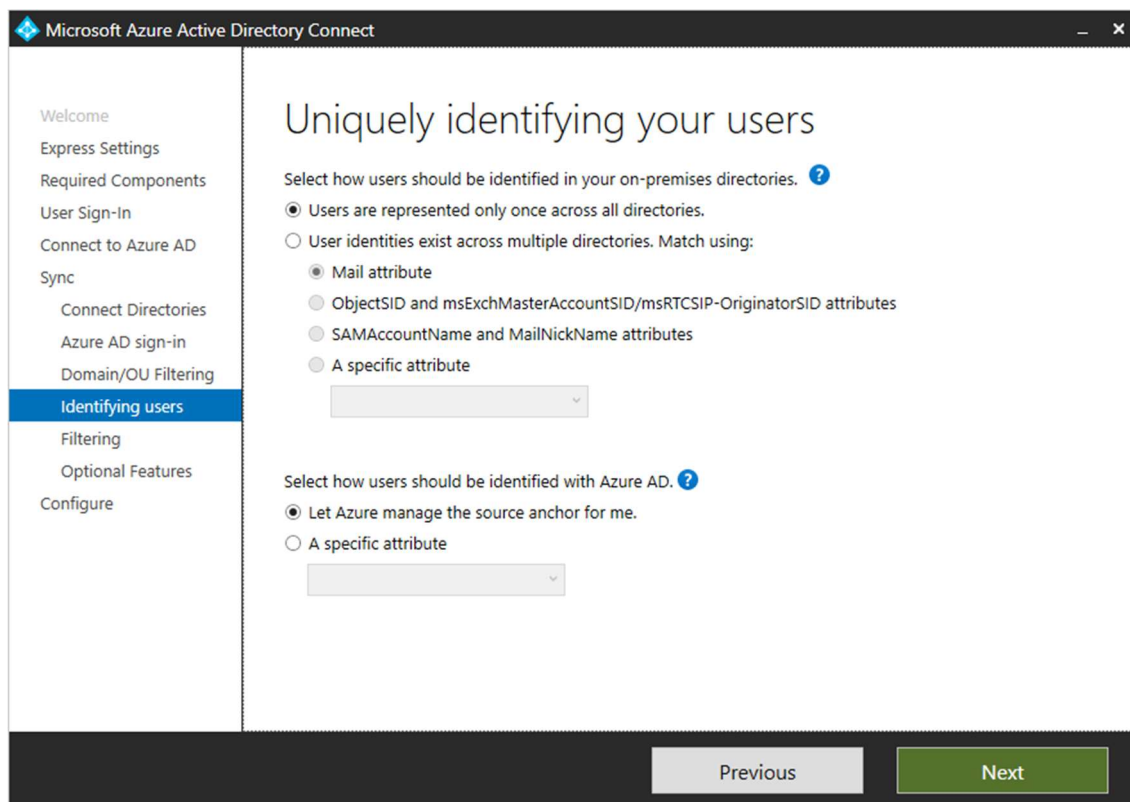 Microsoft Azure Active Directory Connect
Welcome
Express Settings
Required Components
User Sign-In
Connect to Azure AD
Sync
Connect Directories
Azure AD sign-in
Domain/OU Filtering
Identifying users
Filtering
Optional Features
Configure
Uniquely identifying your users
Select how users should be identified in your on-premises directories. ?
Users are represented only once across all directories.
User identities exist across multiple directories. Match using:
Mail attribute
ObjectSID and msExchMasterAccountSID/msRTCSIP-OriginatorSID attributes
SAMAccountName and MailNickName attributes
A specific attribute
Select how users should be identified with Azure AD. ?
Let Azure manage the source anchor for me.
A specific attribute
Previous
Next